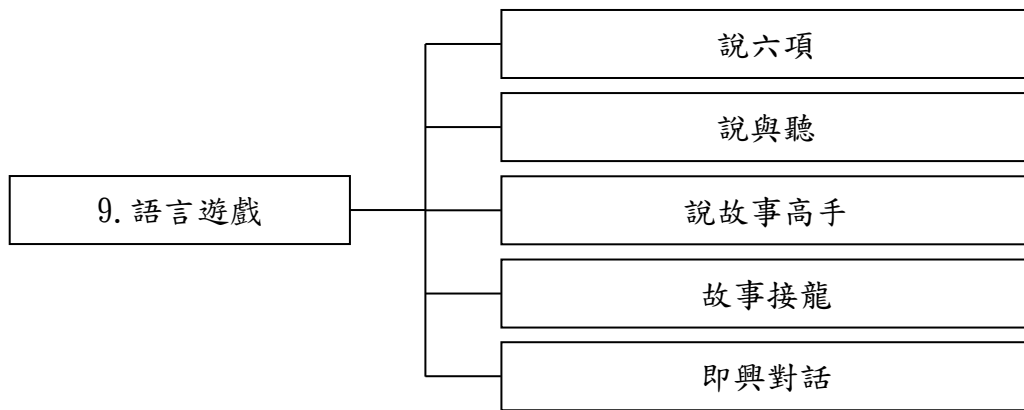 9.語言遊戲
說六項
說與聽
說故事高手
故事接龍
即興對話